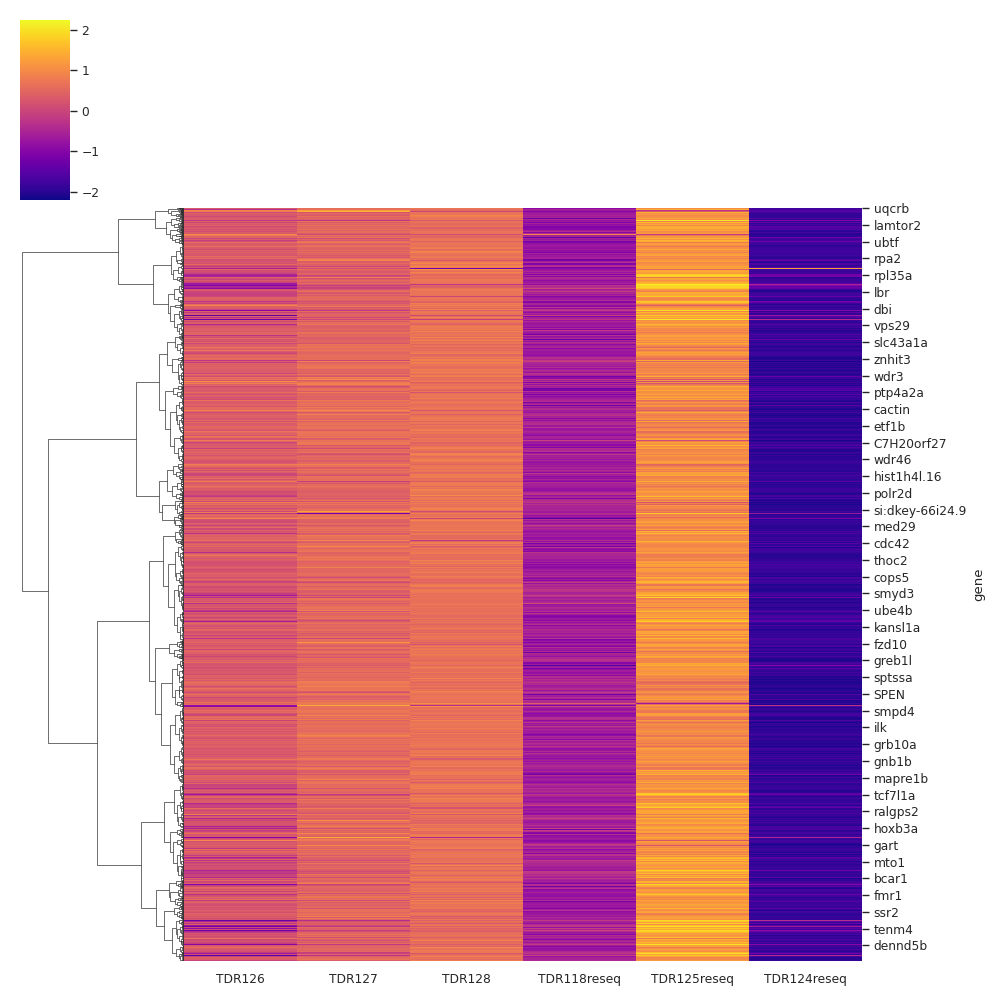 2
1
0
−1
−2
uqcrb
lamtor2
ubtf
rpa2
rpl35a
lbr
dbi
vps29
slc43a1a
znhit3
wdr3
ptp4a2a
cactin
etf1b
C7H20orf27
wdr46
hist1h4l.16
polr2d
si:dkey-66i24.9
med29
cdc42
thoc2
cops5
smyd3
ube4b
kansl1a
fzd10
greb1l
sptssa
SPEN
smpd4
ilk
grb10a
gnb1b
mapre1b
tcf7l1a
ralgps2
hoxb3a
gart
mto1
bcar1
fmr1
ssr2
tenm4
dennd5b
gene
TDR126 TDR127 TDR128 TDR118reseq TDR125reseq TDR124reseq